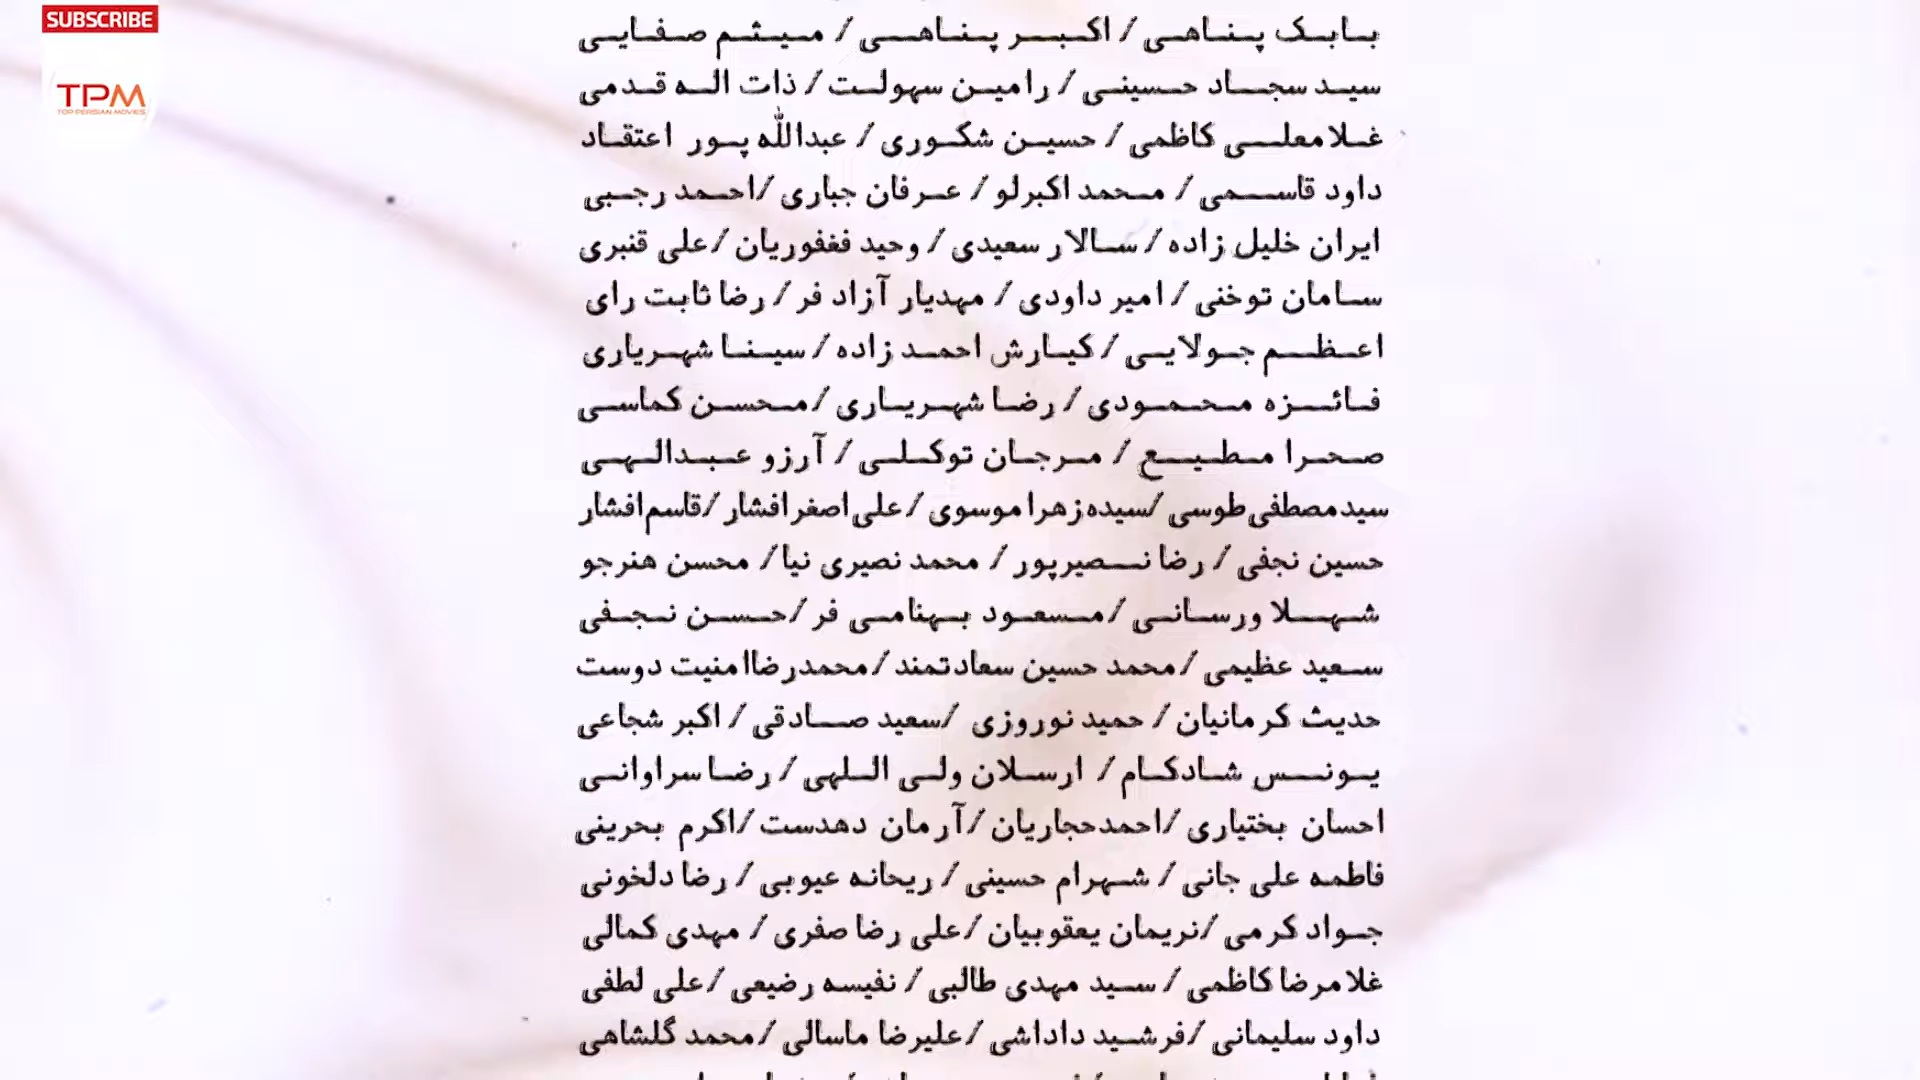 SUBSCRIBE
TPM
TOP PERSIAN MOVIES
بابک پناهی / اکبر پناهی / میثم صفایی
سید سجاد حسینی / رامین سهولت / ذات اله قدمی
غلامعلی کاظمی / حسین شکوری / عبدالله پور اعتقاد
داود قاسمی / محمد اکبرلو / عرفان جباری / احمد رجبی
ایران خلیل زاده / سالار سعیدی / وحید فغفوریان / علی قنبری
سامان توخنی / امیر داودی / مهدیار آزاد فر / رضا ثابت رای
اعظم جولایی / کیارش احمد زاده / سینا شهریاری
فائزه محمودی / رضا شهریاری / محسن کماسی
صحرا مطیع / مرجان توکلی / آرزو عبدالهی
سیدمصطفی طوسی / سیده زهرا موسوی / علی اصغر افشار / قاسم افشار
حسین نجفی / رضا نصیرپور / محمد نصیری نیا / محسن هنرجو
شهلا ورسانی / مسعود بهنامی فر / حسن نجفی
سعید عظیمی / محمد حسین سعادتمند / محمدرضا امنیت دوست
حدیث کرمانیان / حمید نوروزی / سعید صادقی / اکبر شجاعی
یونس شادکام / ارسلان ولی اللهی / رضا سراوانی
احسان بختیاری / احمد حجاریان / آرمان دهدست / اکرم بحرینی
فاطمه علی جانی / شهرام حسینی / ریحانه عیوبی / رضا دلخونی
جواد کرمی / نریمان یعقوبیان / علی رضا صفری / مهدی کمالی
غلامرضا کاظمی / سید مهدی طالبی / نفیسه رضیعی / علی لطفی
داود سلیمانی / فرشید داداشی / علیرضا ماسالی / محمد گلشاهی